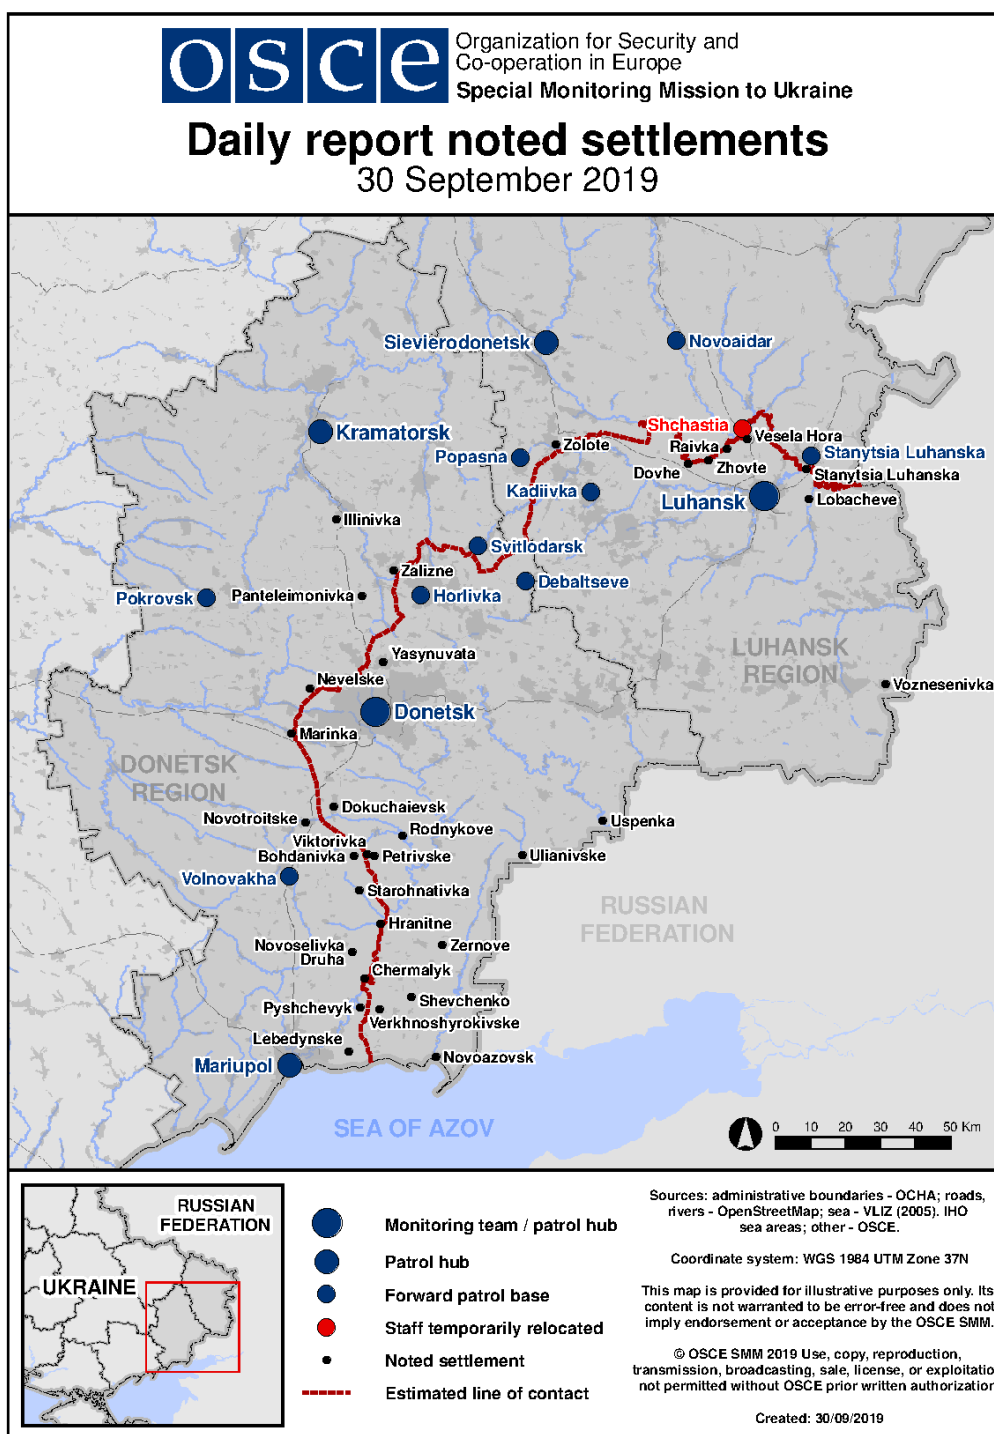 osce
Organization for Security and
Co-operation in Europe
Special Monitoring Mission to Ukraine
Daily report noted settlements
30 September 2019
Sievierodonetsk
Novoaidar
Shchastia
Kramatorsk
Vesela Hora
Zolote
Raivka
Popasna
Stanytsia Luhanska
Dovhe
Zhovte
Stanytsia Luhanska
Kadiivka
Luhansk
Lobacheve
Illinivka
Svitlodarsk
Zalizne
Debaltseve
Pokrovsk
Panteleimonivka
Horlivka
LUHANSK
REGION
Yasynuvata
Nevelske
Voznesenivka
Donetsk
Marinka
DONETSK
REGION
Dokuchaievsk
Novotroitske
Rodnykove
Uspenka
Viktorivka
Bohdanivka
Petrivske
Ulianivske
Volnovakha
Starohnativka
RUSSIAN
FEDERATION
Hranitne
Novoselivka
Druha
Zernove
Chermalyk
Shevchenko
Pyshchevyk
Verkhnoshyrokivske
Lebedynske
Novoazovsk
Mariupol
SEA OF AZOV
0 10 20 30 40 50 Km
RUSSIAN
FEDERATION
UKRAINE
Monitoring team / patrol hub
Patrol hub
Forward patrol base
Staff temporarily relocated
Noted settlement
Estimated line of contact
Sources: administrative boundaries - OCHA; roads,
rivers - OpenStreetMap; sea - VLIZ (2005). IHO
sea areas; other - OSCE.
Coordinate system: WGS 1984 UTM Zone 37N
This map is provided for illustrative purposes only. Its
content is not warranted to be error-free and does not
imply endorsement or acceptance by the OSCE SMM.
© OSCE SMM 2019 Use, copy, reproduction,
transmission, broadcasting, sale, license, or exploitatio
not permitted without OSCE prior written authorization
Created: 30/09/2019